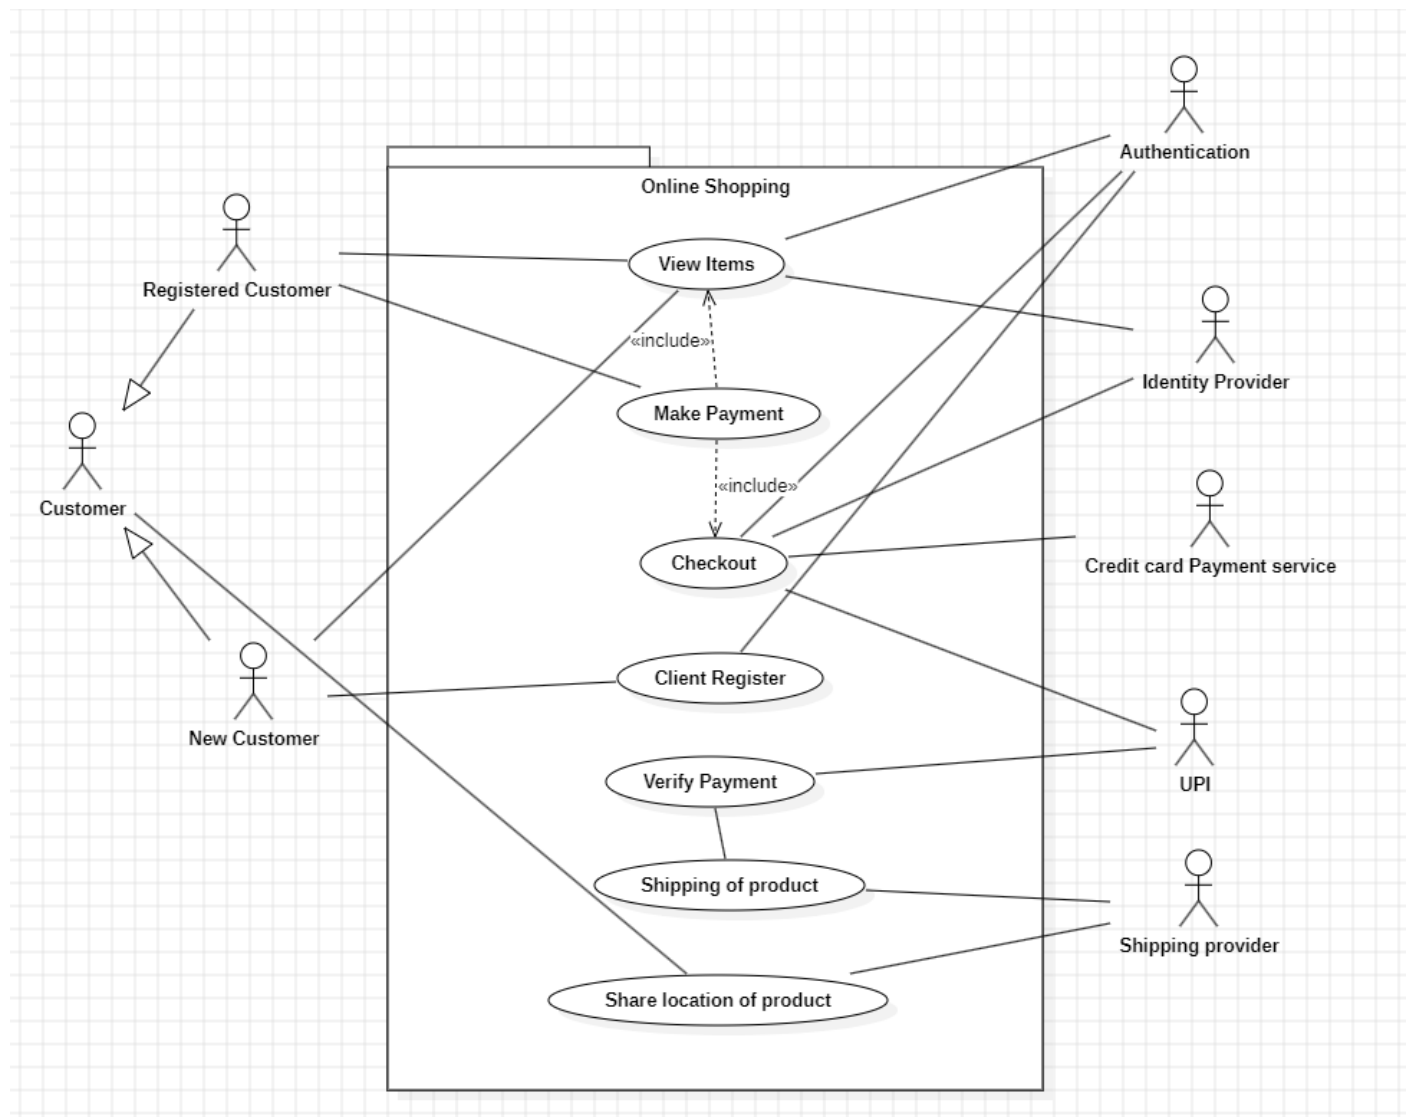 Authentication
Online Shopping
View Items
Registered Customer
«include»
Identity Provider
Make Payment
«include»
Customer
Checkout
Credit card Payment service
Client Register
New Customer
Verify Payment
UPI
Shipping of product
Shipping provider
Share location of product